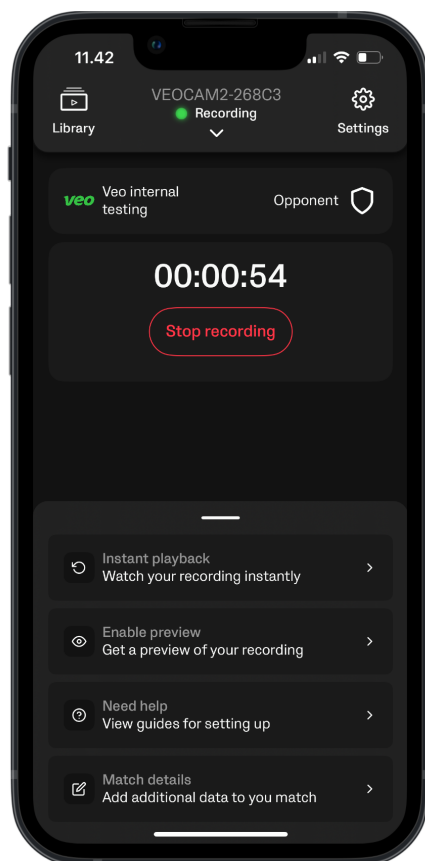 11.42
VEOCAM2-268C3
Recording
Library
Settings
veo
Veo internal
testing
Opponent
00:00:54
Stop recording
Instant playback
Watch your recording instantly
Enable preview
Get a preview of your recording
Need help
View guides for setting up
Match details
Add additional data to you match